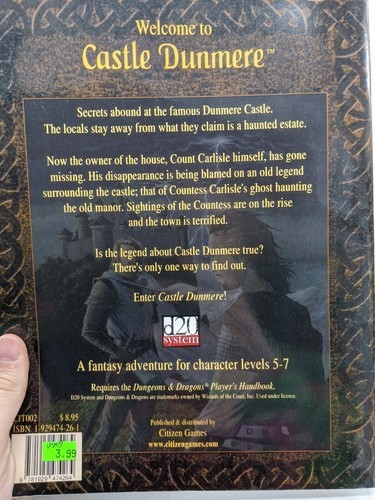 Welcome to
Castle Dunmere™
Secrets abound at the famous Dunmere Castle.
The locals stay away from what they claim is a haunted estate.
Now the owner of the house, Count Carlisle himself, has gone
missing. His disappearance is being blamed on an old legend
surrounding the castle; that of Countess Carlisle's ghost haunting
the old manor. Sightings of the Countess are on the rise
and the town is terrified.
Is the legend about Castle Dunmere true?
There's only one way to find out.
Enter Castle Dunmere!
d20
system
A fantasy adventure for character levels 5-7
Requires the Dungeons & Dragons® Player's Handbook.
D20 System and Dungeons & Dragons are trademarks owned by Wizards of the Coast, Inc. Used under license.
CIT002 $ 8.95
ISBN: 1-929474-26-1
Published & distributed by
Citizen Games
www.citizengames.com
3.99
9 781929 474264